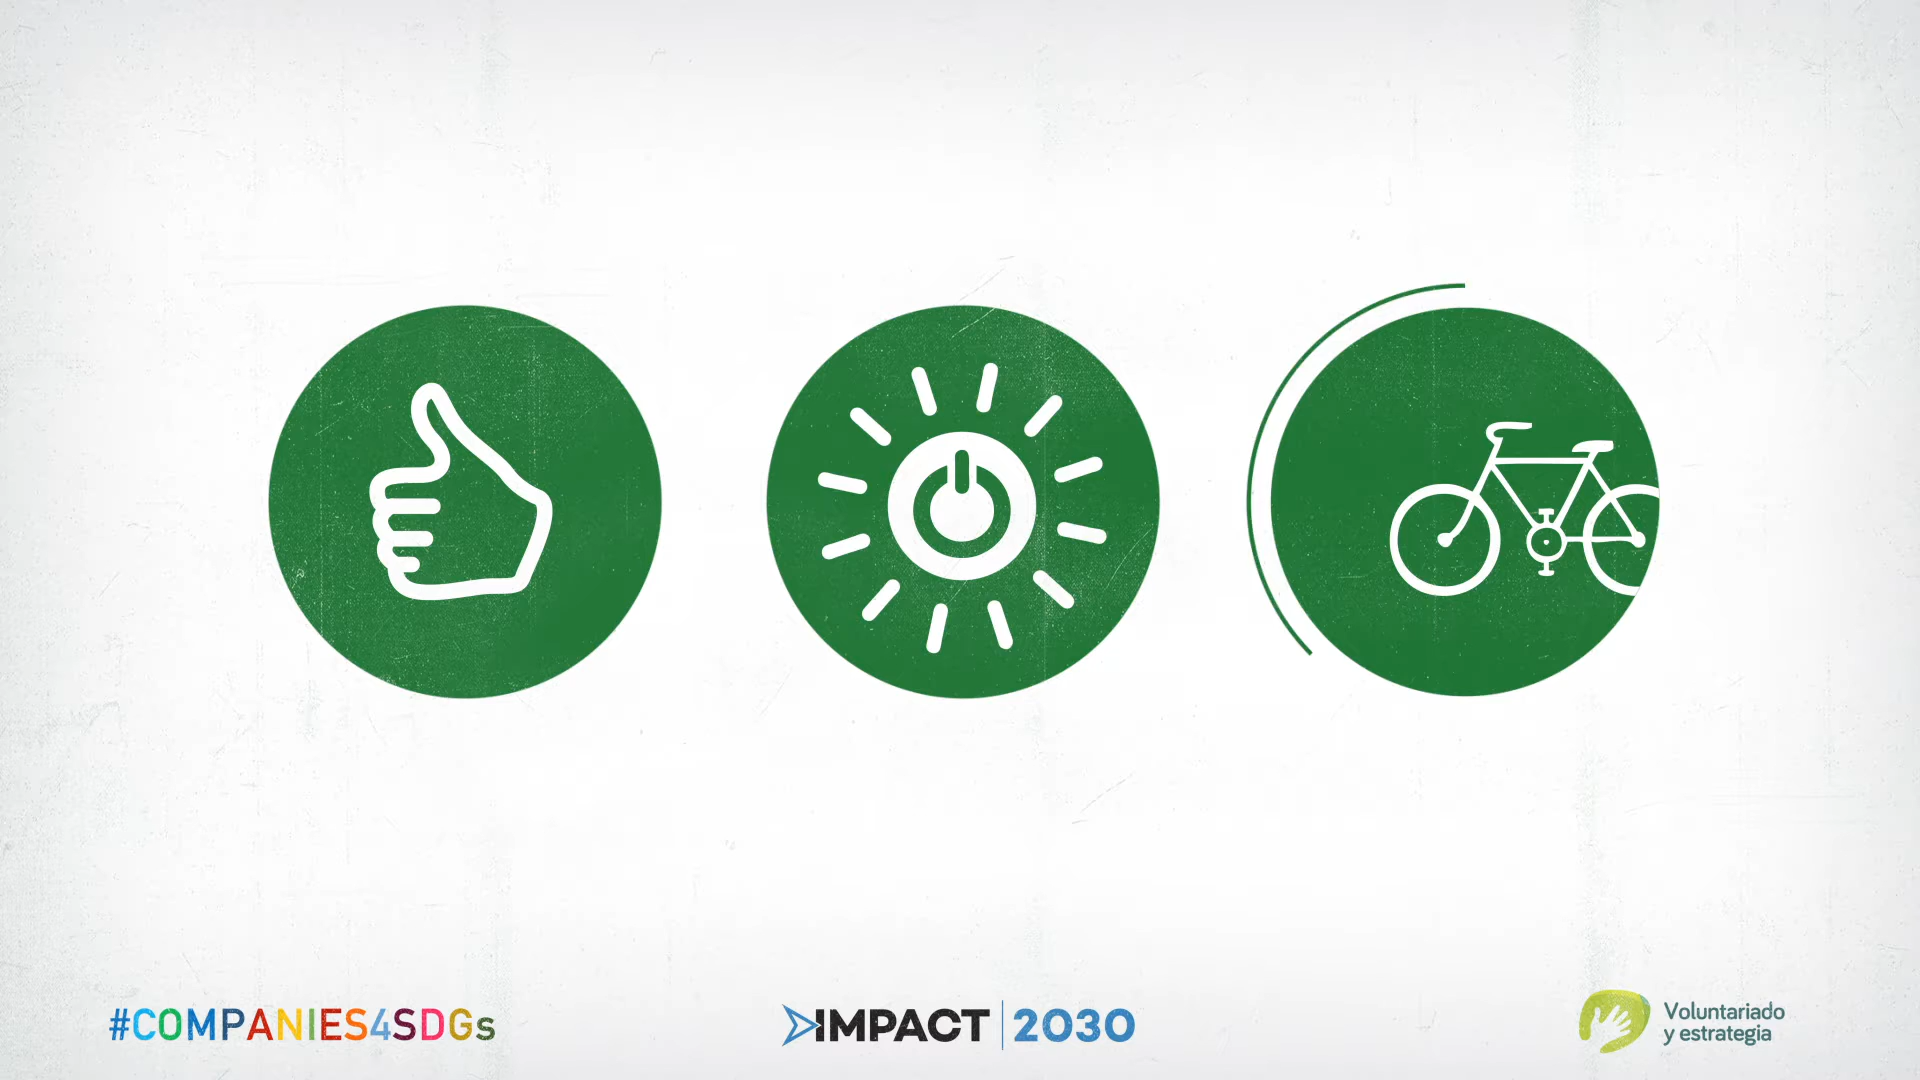 #COMPANIES4SDGs
IMPACT | 2030
Voluntariado
y estrategia